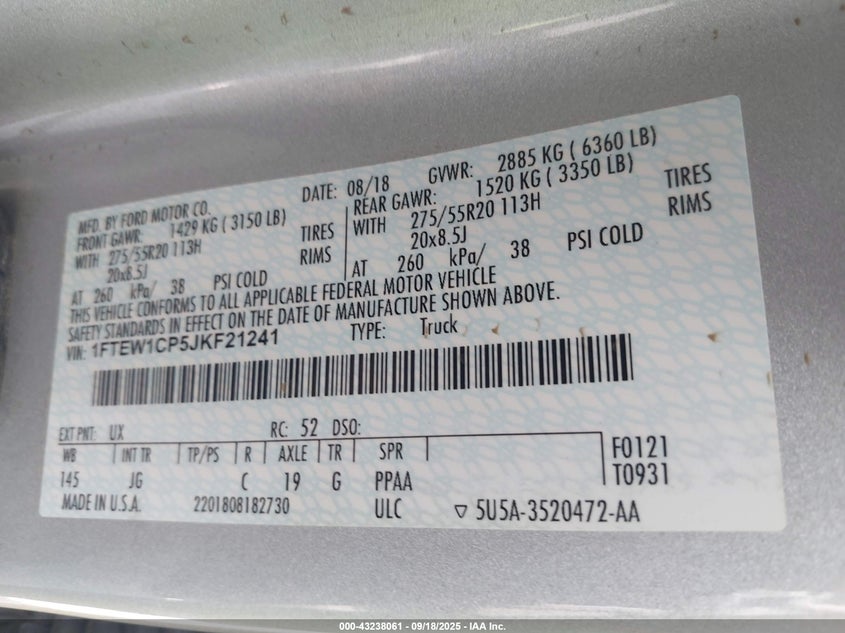 MFD. BY FORD MOTOR CO.
DATE: 08/18 GVWR: 2885 KG ( 6360 LB)
FRONT GAWR: 1429 KG ( 3150 LB)
WITH 275/55R20 113H TIRES
20x8.5J RIMS
AT 260 kPa/ 38 PSI COLD
REAR GAWR: 1520 KG ( 3350 LB)
WITH 275/55R20 113H TIRES
20x8.5J RIMS
AT 260 kPa/ 38 PSI COLD
THIS VEHICLE CONFORMS TO ALL APPLICABLE FEDERAL MOTOR VEHICLE
SAFETY STANDARDS IN EFFECT ON THE DATE OF MANUFACTURE SHOWN ABOVE.
VIN: 1FTEW1CP5JKF21241 TYPE: Truck
EXT PNT: UX RC: 52 DSO:
WB INT TR TP/PS R AXLE TR SPR
145 JG C 19 G PPAA
F0121
T0931
MADE IN U.S.A. 2201808182730 ULC ▽ 5U5A-3520472-AA
000-43238061 - 09/18/2025 - IAA Inc.